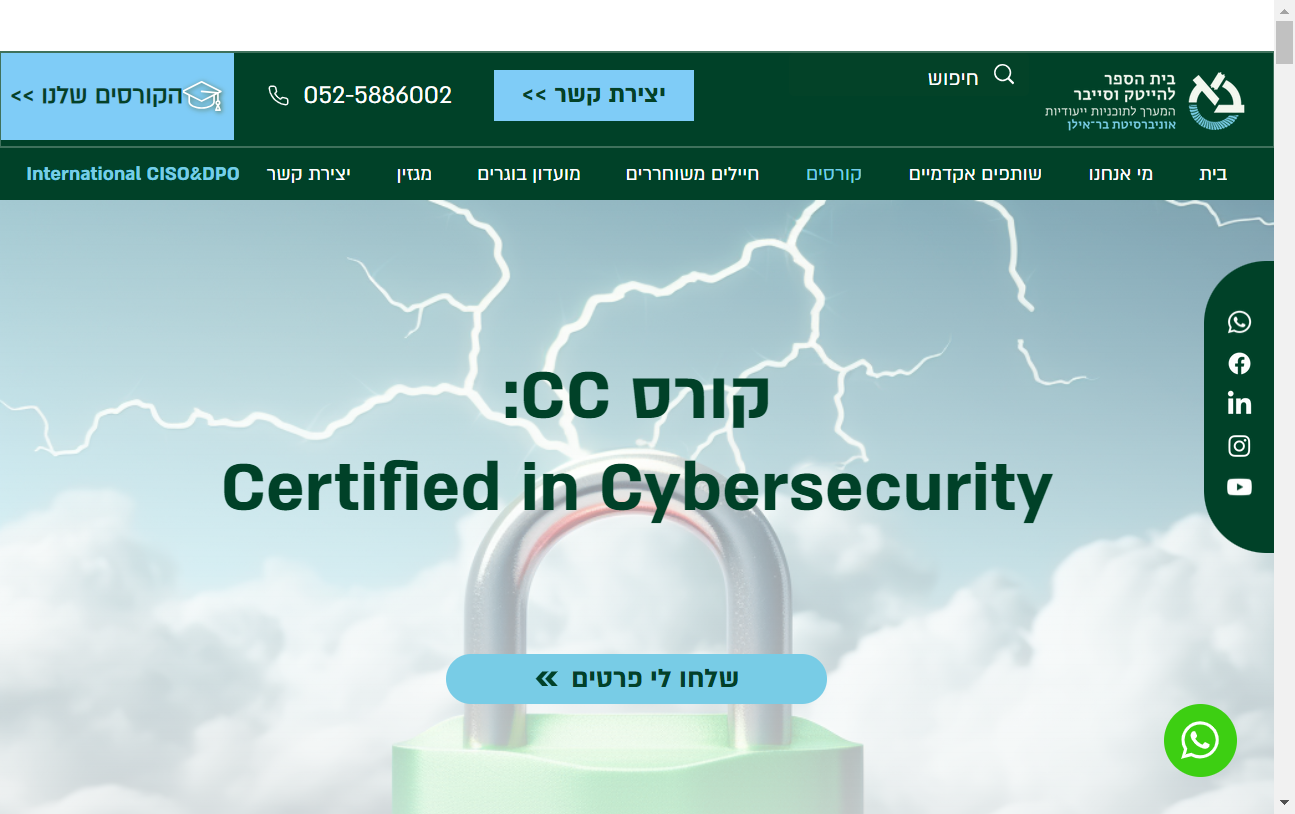 בית הספר
להייטק וסייבר
המערך לתוכניות ייעודיות
אוניברסיטת בר־אילן
חיפוש
יצירת קשר >>
052-5886002
הקורסים שלנו >>
בית
מי אנחנו
שותפים אקדמיים
קורסים
חיילים משוחררים
מועדון בוגרים
מגזין
יצירת קשר
International CISO&DPO
קורס CC:
Certified in Cybersecurity
שלחו לי פרטים »